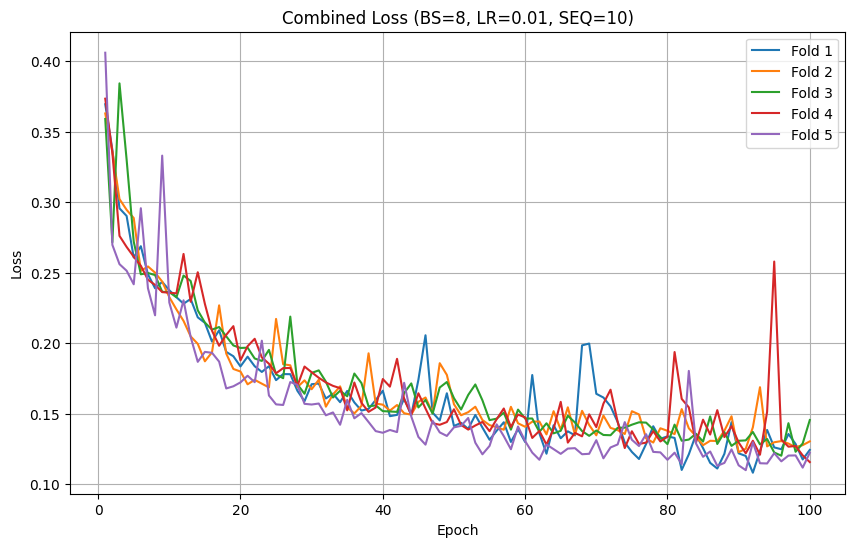 Combined Loss (BS=8, LR=0.01, SEQ=10)
Fold 1
Fold 2
Fold 3
Fold 4
Fold 5
Loss
0.40
0.35
0.30
0.25
0.20
0.15
0.10
0 20 40 60 80 100
Epoch